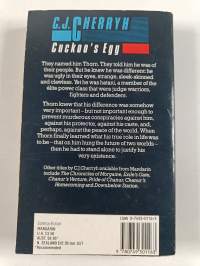 C.J. CHERRYH
Cuckoo's Egg
They named him Thorn. They told him he was
of their people. But he knew he was different: he
was ugly in their eyes, strange, sleek-skinned
and clawless. Yet he was hatani, a member of the
élite power class that were judge warriors,
fighters and defenders.
Thorn knew that his difference was somehow
very important – but not important enough to
prevent murderous conspiracies against him,
against his protector, against his caste, and,
perhaps, against the peace of the world. When
Thorn finally learned what his true role in life was
to be – that on him hung the future of two worlds –
then he had to stand alone to justify his
very existence.
Other titles by C.J. Cherryh available from Mandarin
include The Chronicles of Morgaine, Exile's Gate,
Chanur's Venture, Pride of Chanur, Chanur's
Homecoming and Downbelow Station.
Science Fiction
MANDARIN